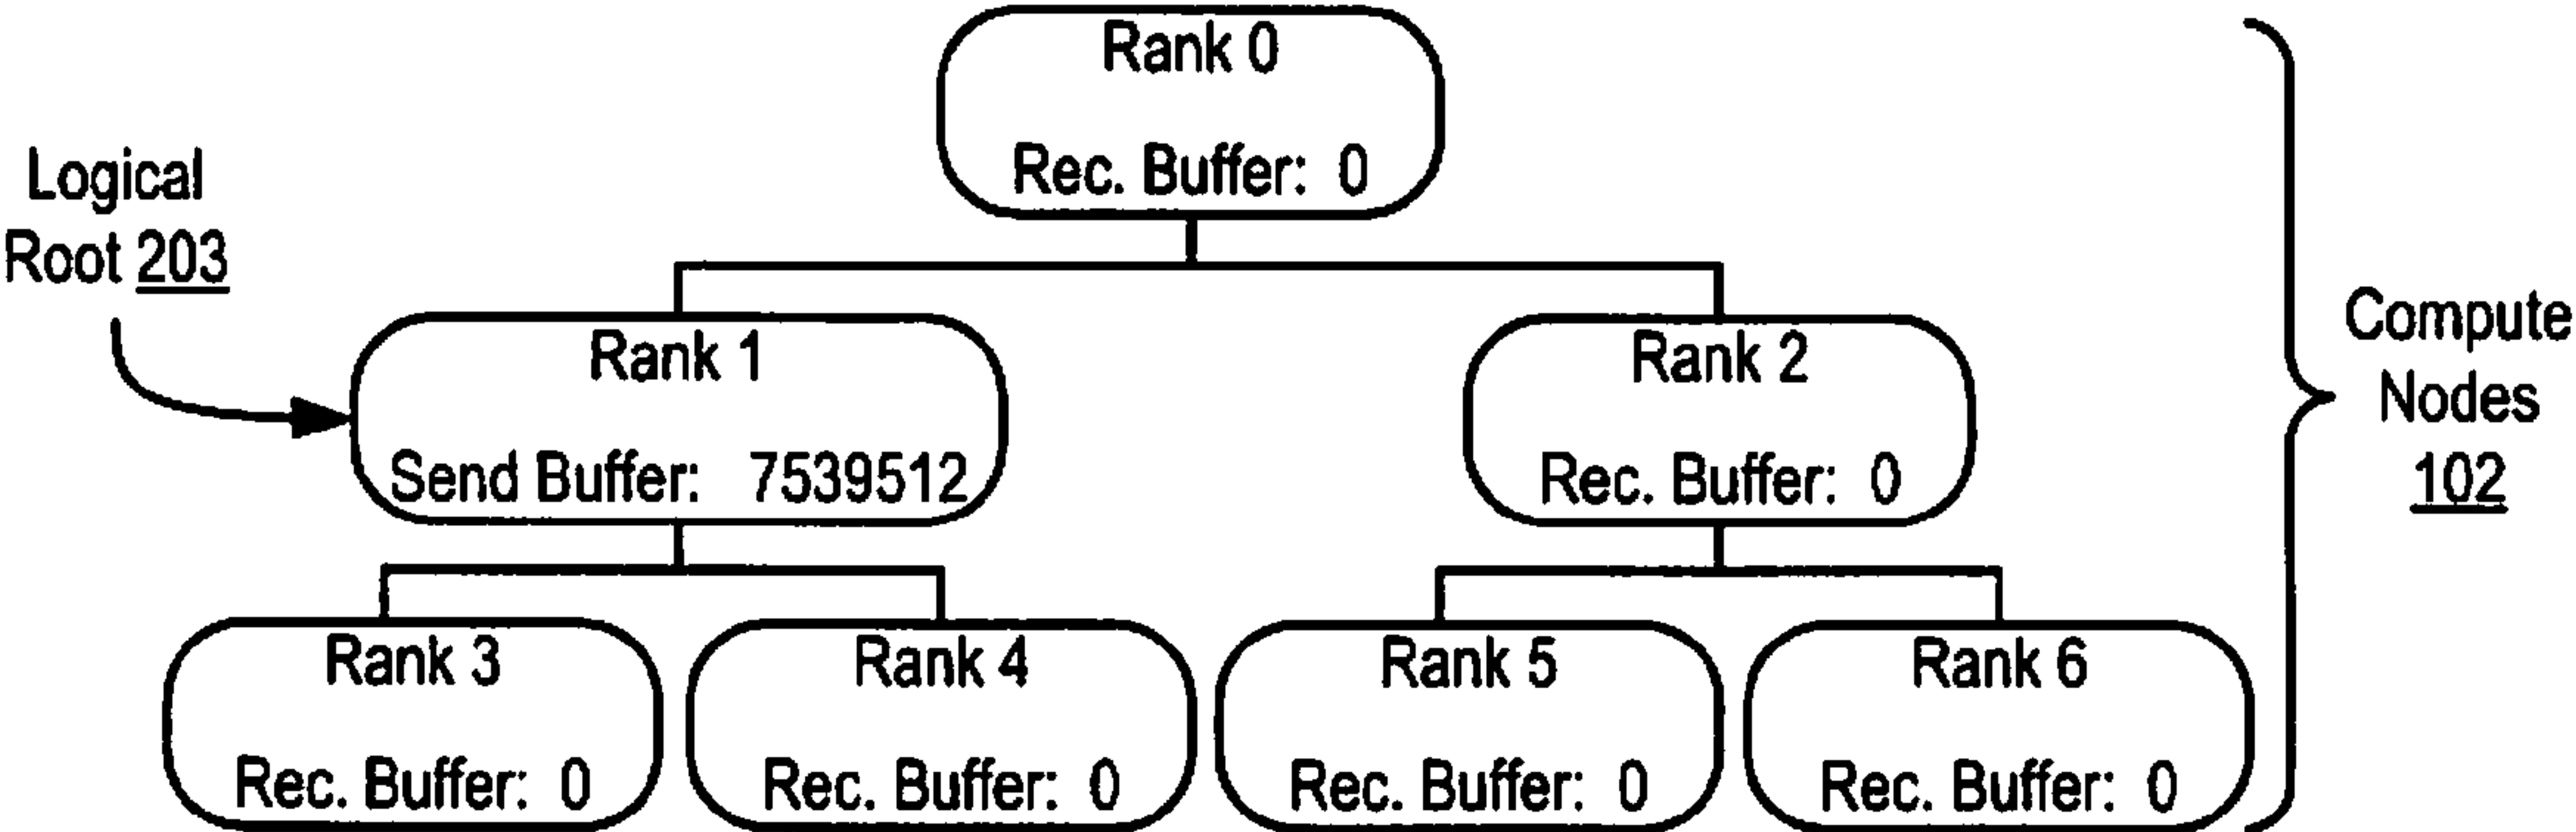 Rank 0
Rec. Buffer: 0
Logical
Root 203
Rank 1
Send Buffer: 7539512
Rank 2
Rec. Buffer: 0
Compute
Nodes
102
Rank 3
Rec. Buffer: 0
Rank 4
Rec. Buffer: 0
Rank 5
Rec. Buffer: 0
Rank 6
Rec. Buffer: 0